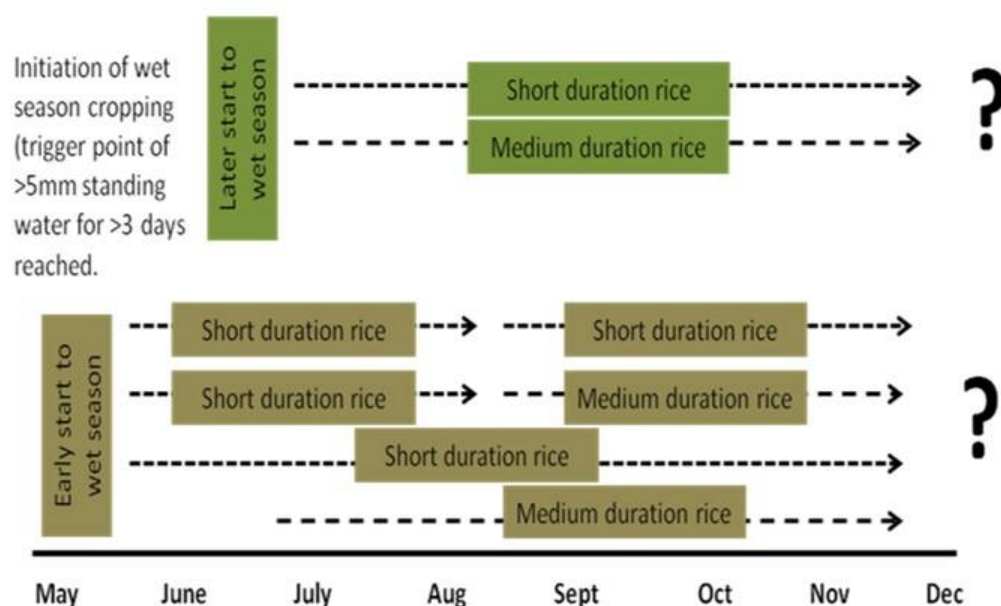 Initiation of wet
season cropping
(trigger point of
>5mm standing
water for >3 days
reached.
Later start to
wet season
Short duration rice
Medium duration rice
?
Early start to
wet season
Short duration rice
Short duration rice
Short duration rice
Medium duration rice
Short duration rice
Medium duration rice
?
May June July Aug Sept Oct Nov Dec